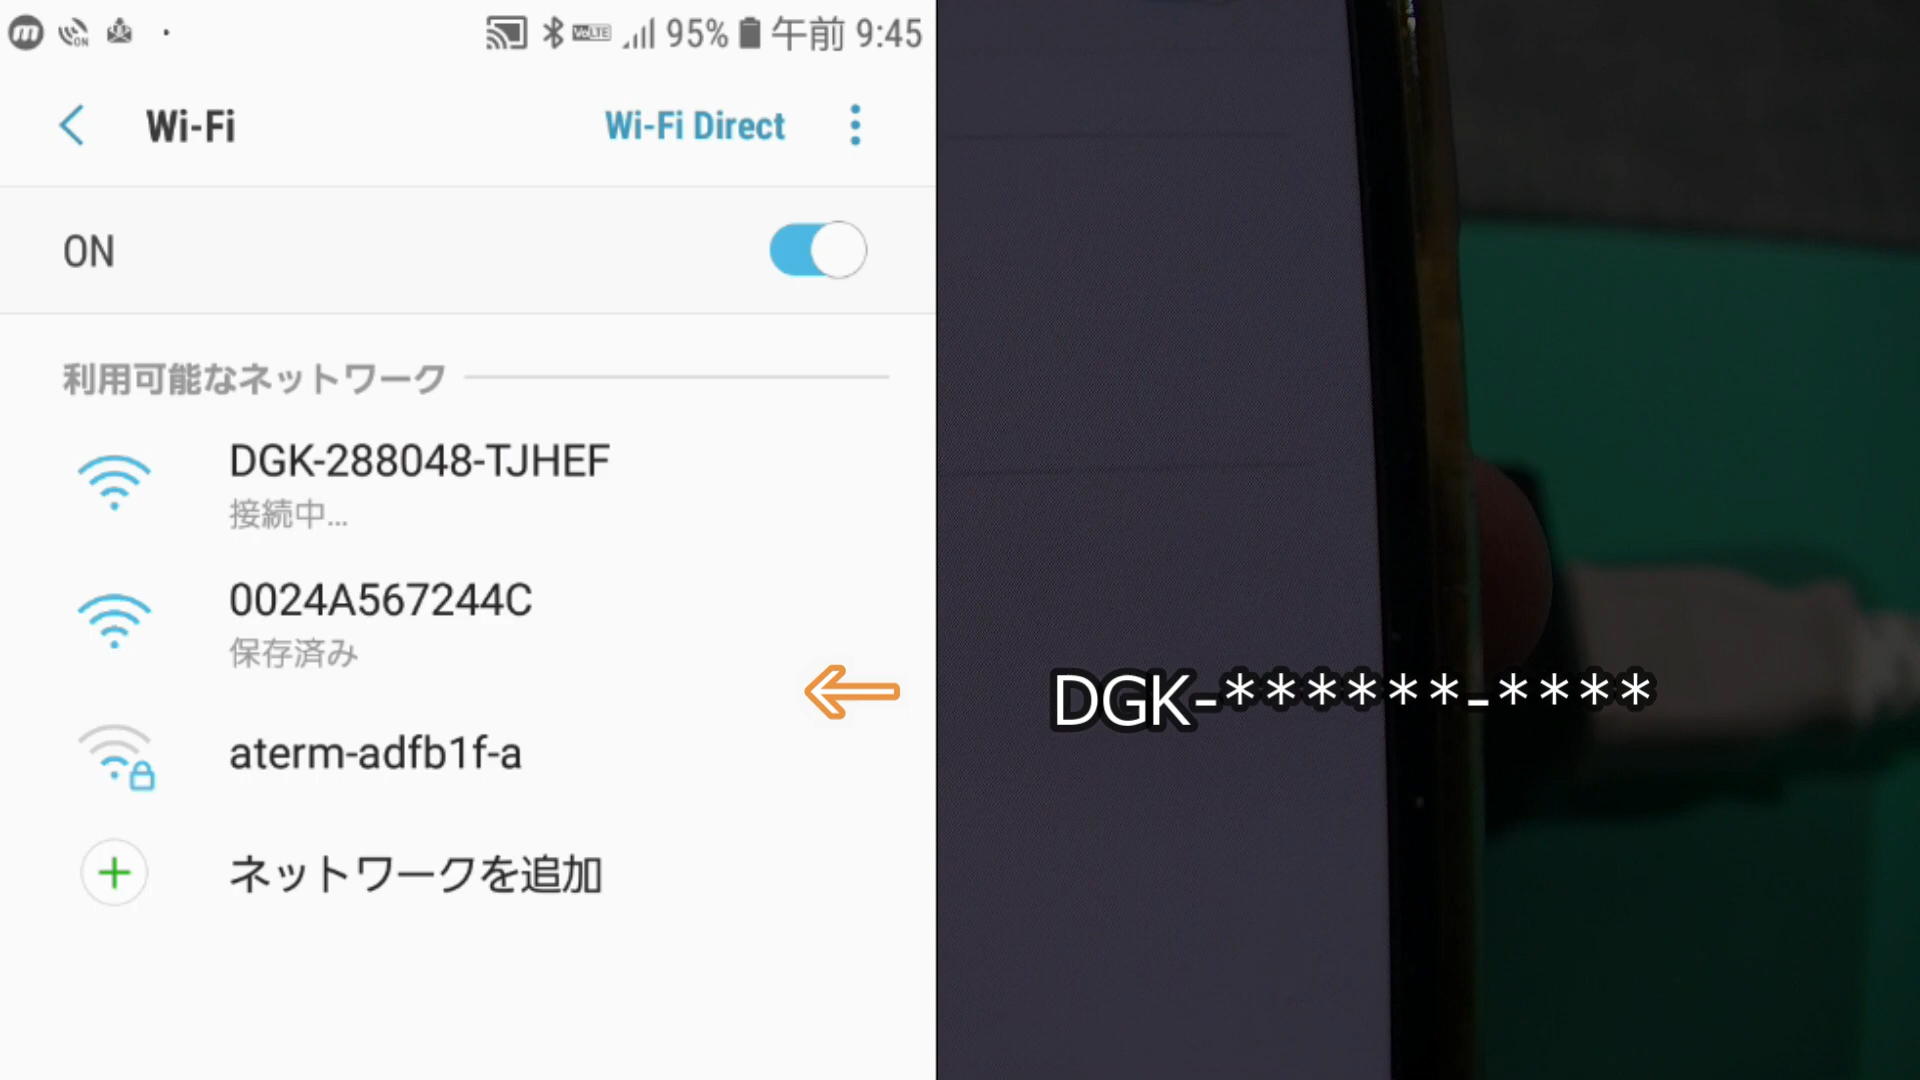 95% 午前 9:45
Wi-Fi
Wi-Fi Direct
ON
利用可能なネットワーク
DGK-288048-TJHEF
接続中...
0024A567244C
保存済み
aterm-adfb1f-a
ネットワークを追加
DGK-******-****